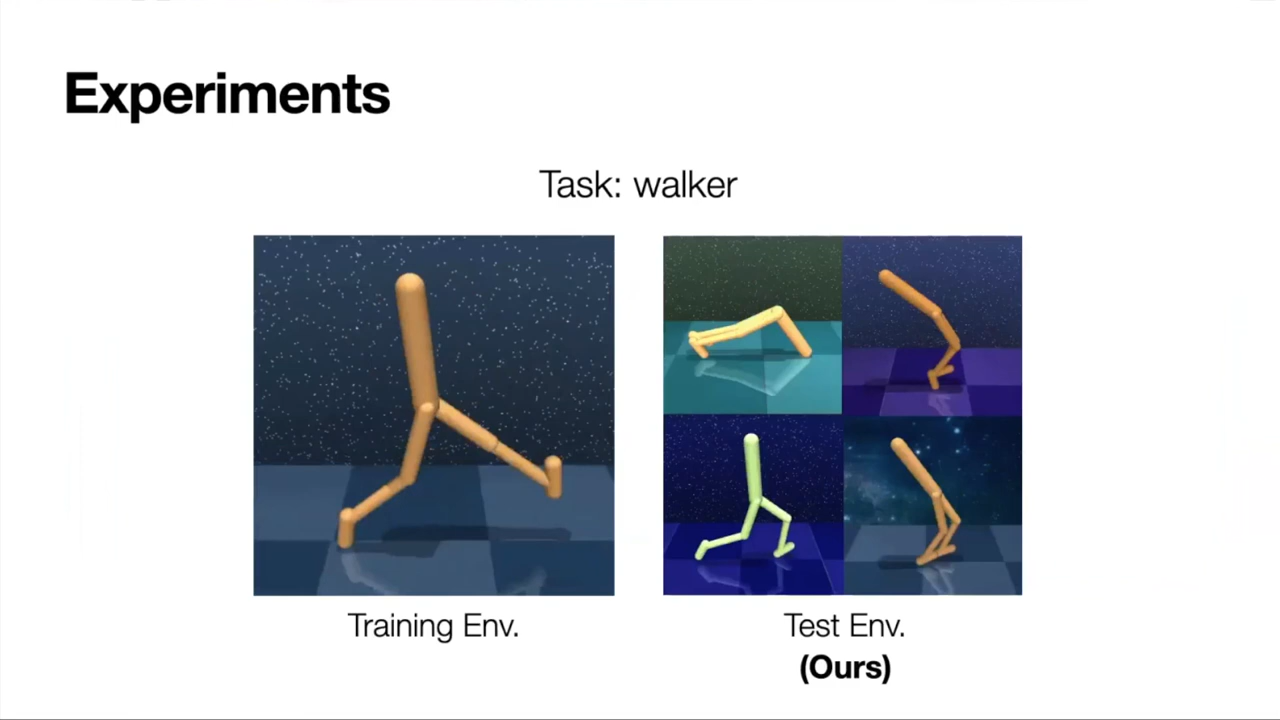 Experiments
Task: walker
Training Env.
Test Env.
(Ours)